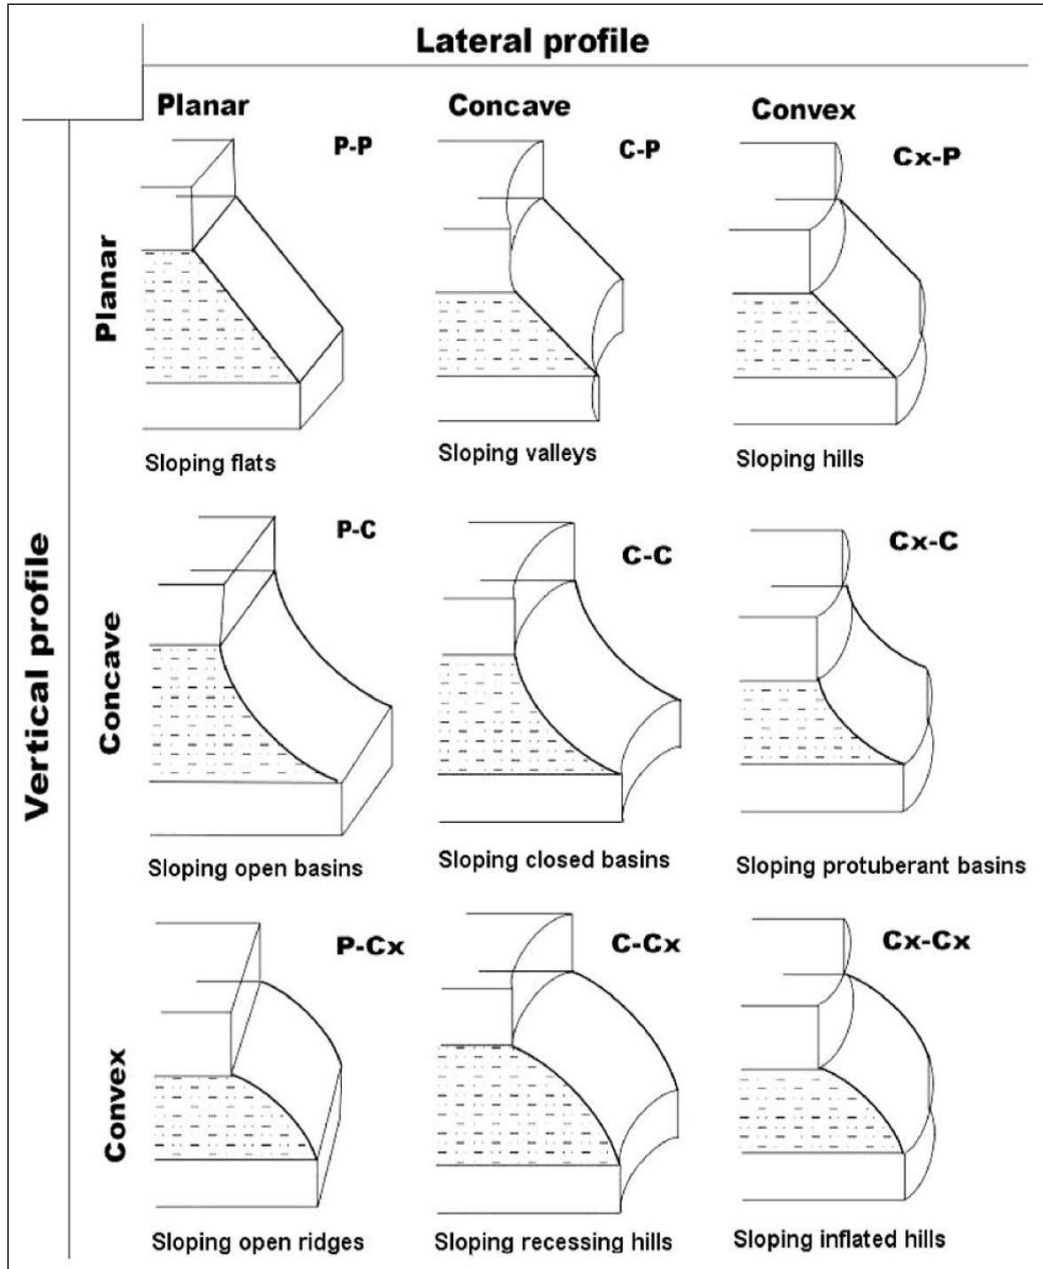 Lateral profile
Planar
Concave
Convex
P-P
C-P
Cx-P
Planar
Sloping flats
Sloping valleys
Sloping hills
Vertical profile
P-C
C-C
Cx-C
Concave
Sloping open basins
Sloping closed basins
Sloping protuberant basins
P-Cx
C-Cx
Cx-Cx
Convex
Sloping open ridges
Sloping recessing hills
Sloping inflated hills